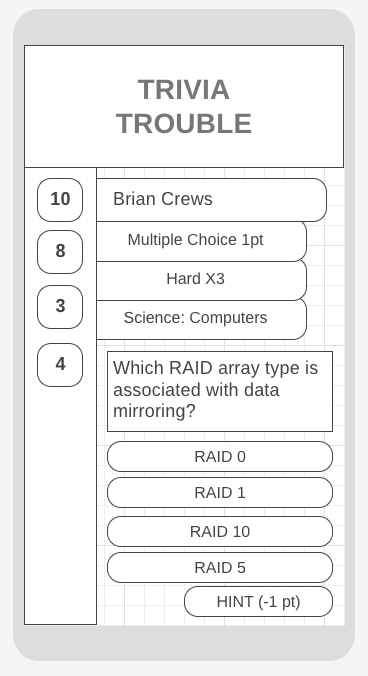 TRIVIA
TROUBLE
10
Brian Crews
8
Multiple Choice 1pt
Hard X3
3
Science: Computers
4
Which RAID array type is
associated with data
mirroring?
RAID 0
RAID 1
RAID 10
RAID 5
HINT (-1 pt)